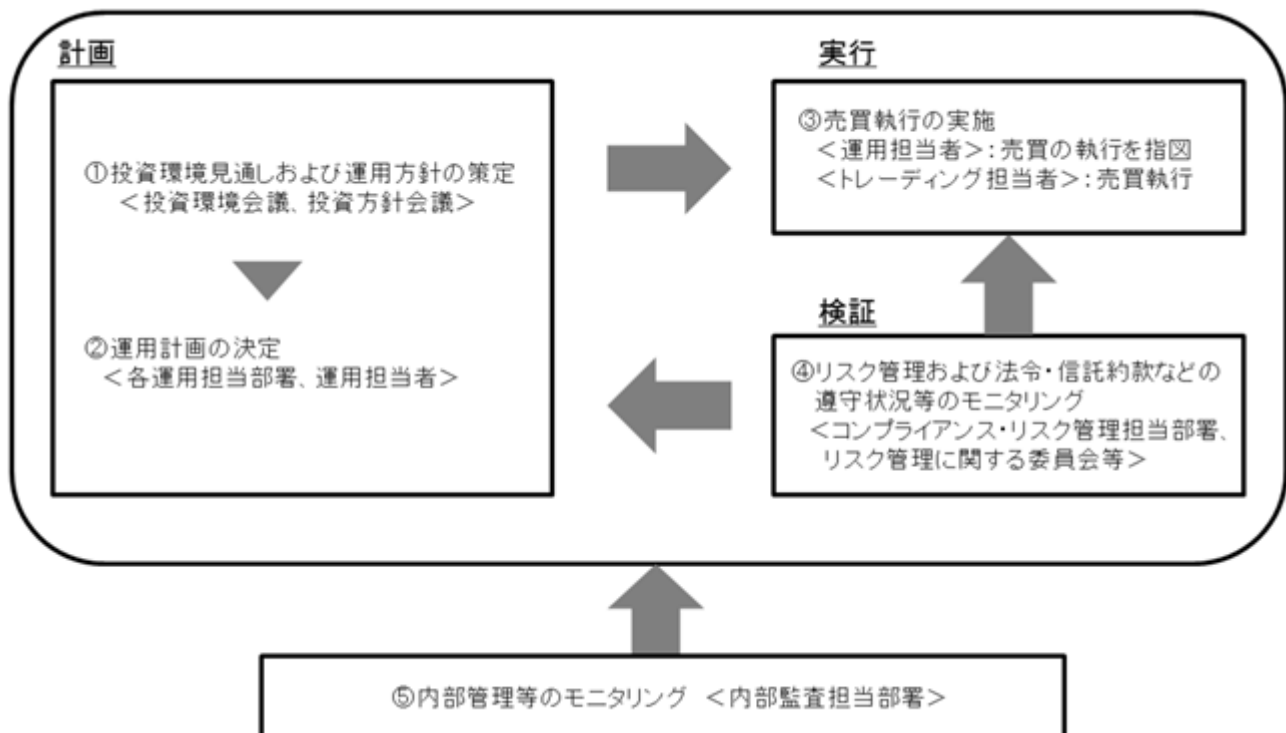 計画
①投資環境見通しおよび運用方針の策定
<投資環境会議、投資方針会議>
②運用計画の決定
<各運用担当部署、運用担当者>
実行
③売買執行の実施
<運用担当者>:売買の執行を指図
<トレーディング担当者>:売買執行
検証
④リスク管理および法令・信託約款などの
遵守状況等のモニタリング
<コンプライアンス・リスク管理担当部署、
リスク管理に関する委員会等>
⑤内部管理等のモニタリング <内部監査担当部署>